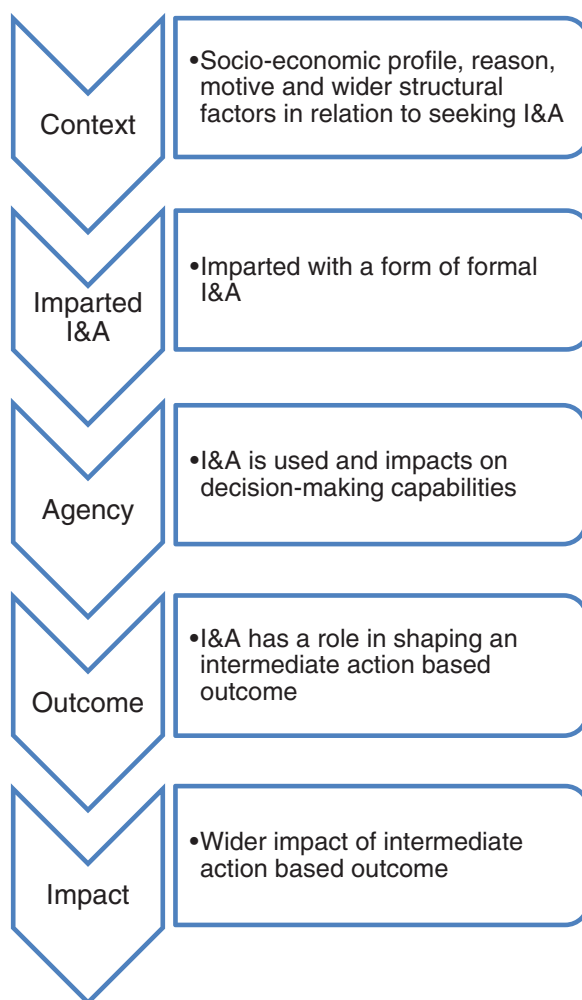 Context
•Socio-economic profile, reason,
motive and wider structural
factors in relation to seeking I&A
Imparted
I&A
•Imparted with a form of formal
I&A
Agency
•I&A is used and impacts on
decision-making capabilities
Outcome
•I&A has a role in shaping an
intermediate action based
outcome
Impact
•Wider impact of intermediate
action based outcome